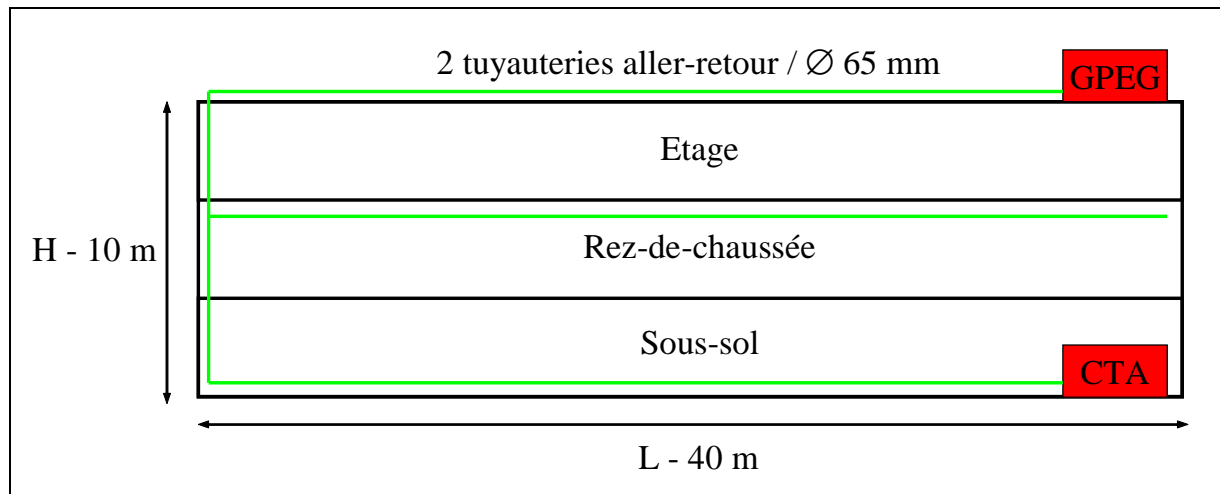 2 tuyauteries aller-retour / ∅ 65 mm
GPEG
Etage
H - 10 m
Rez-de-chaussée
Sous-sol
CTA
L - 40 m